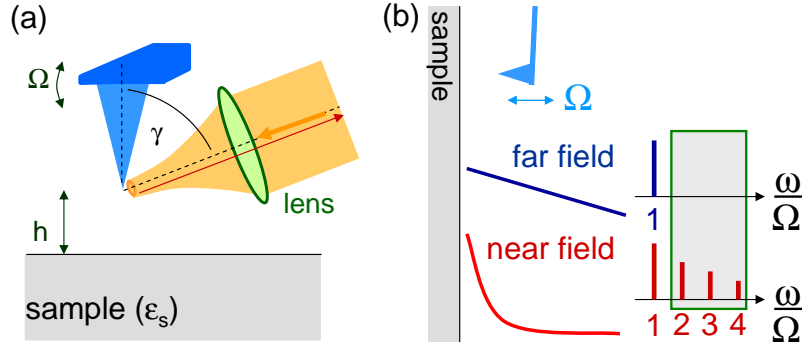 (a)
Ω
γ
lens
h
sample (εs)
(b)
sample
Ω
far field
1
ω
Ω
near field
1 2 3 4
ω
Ω